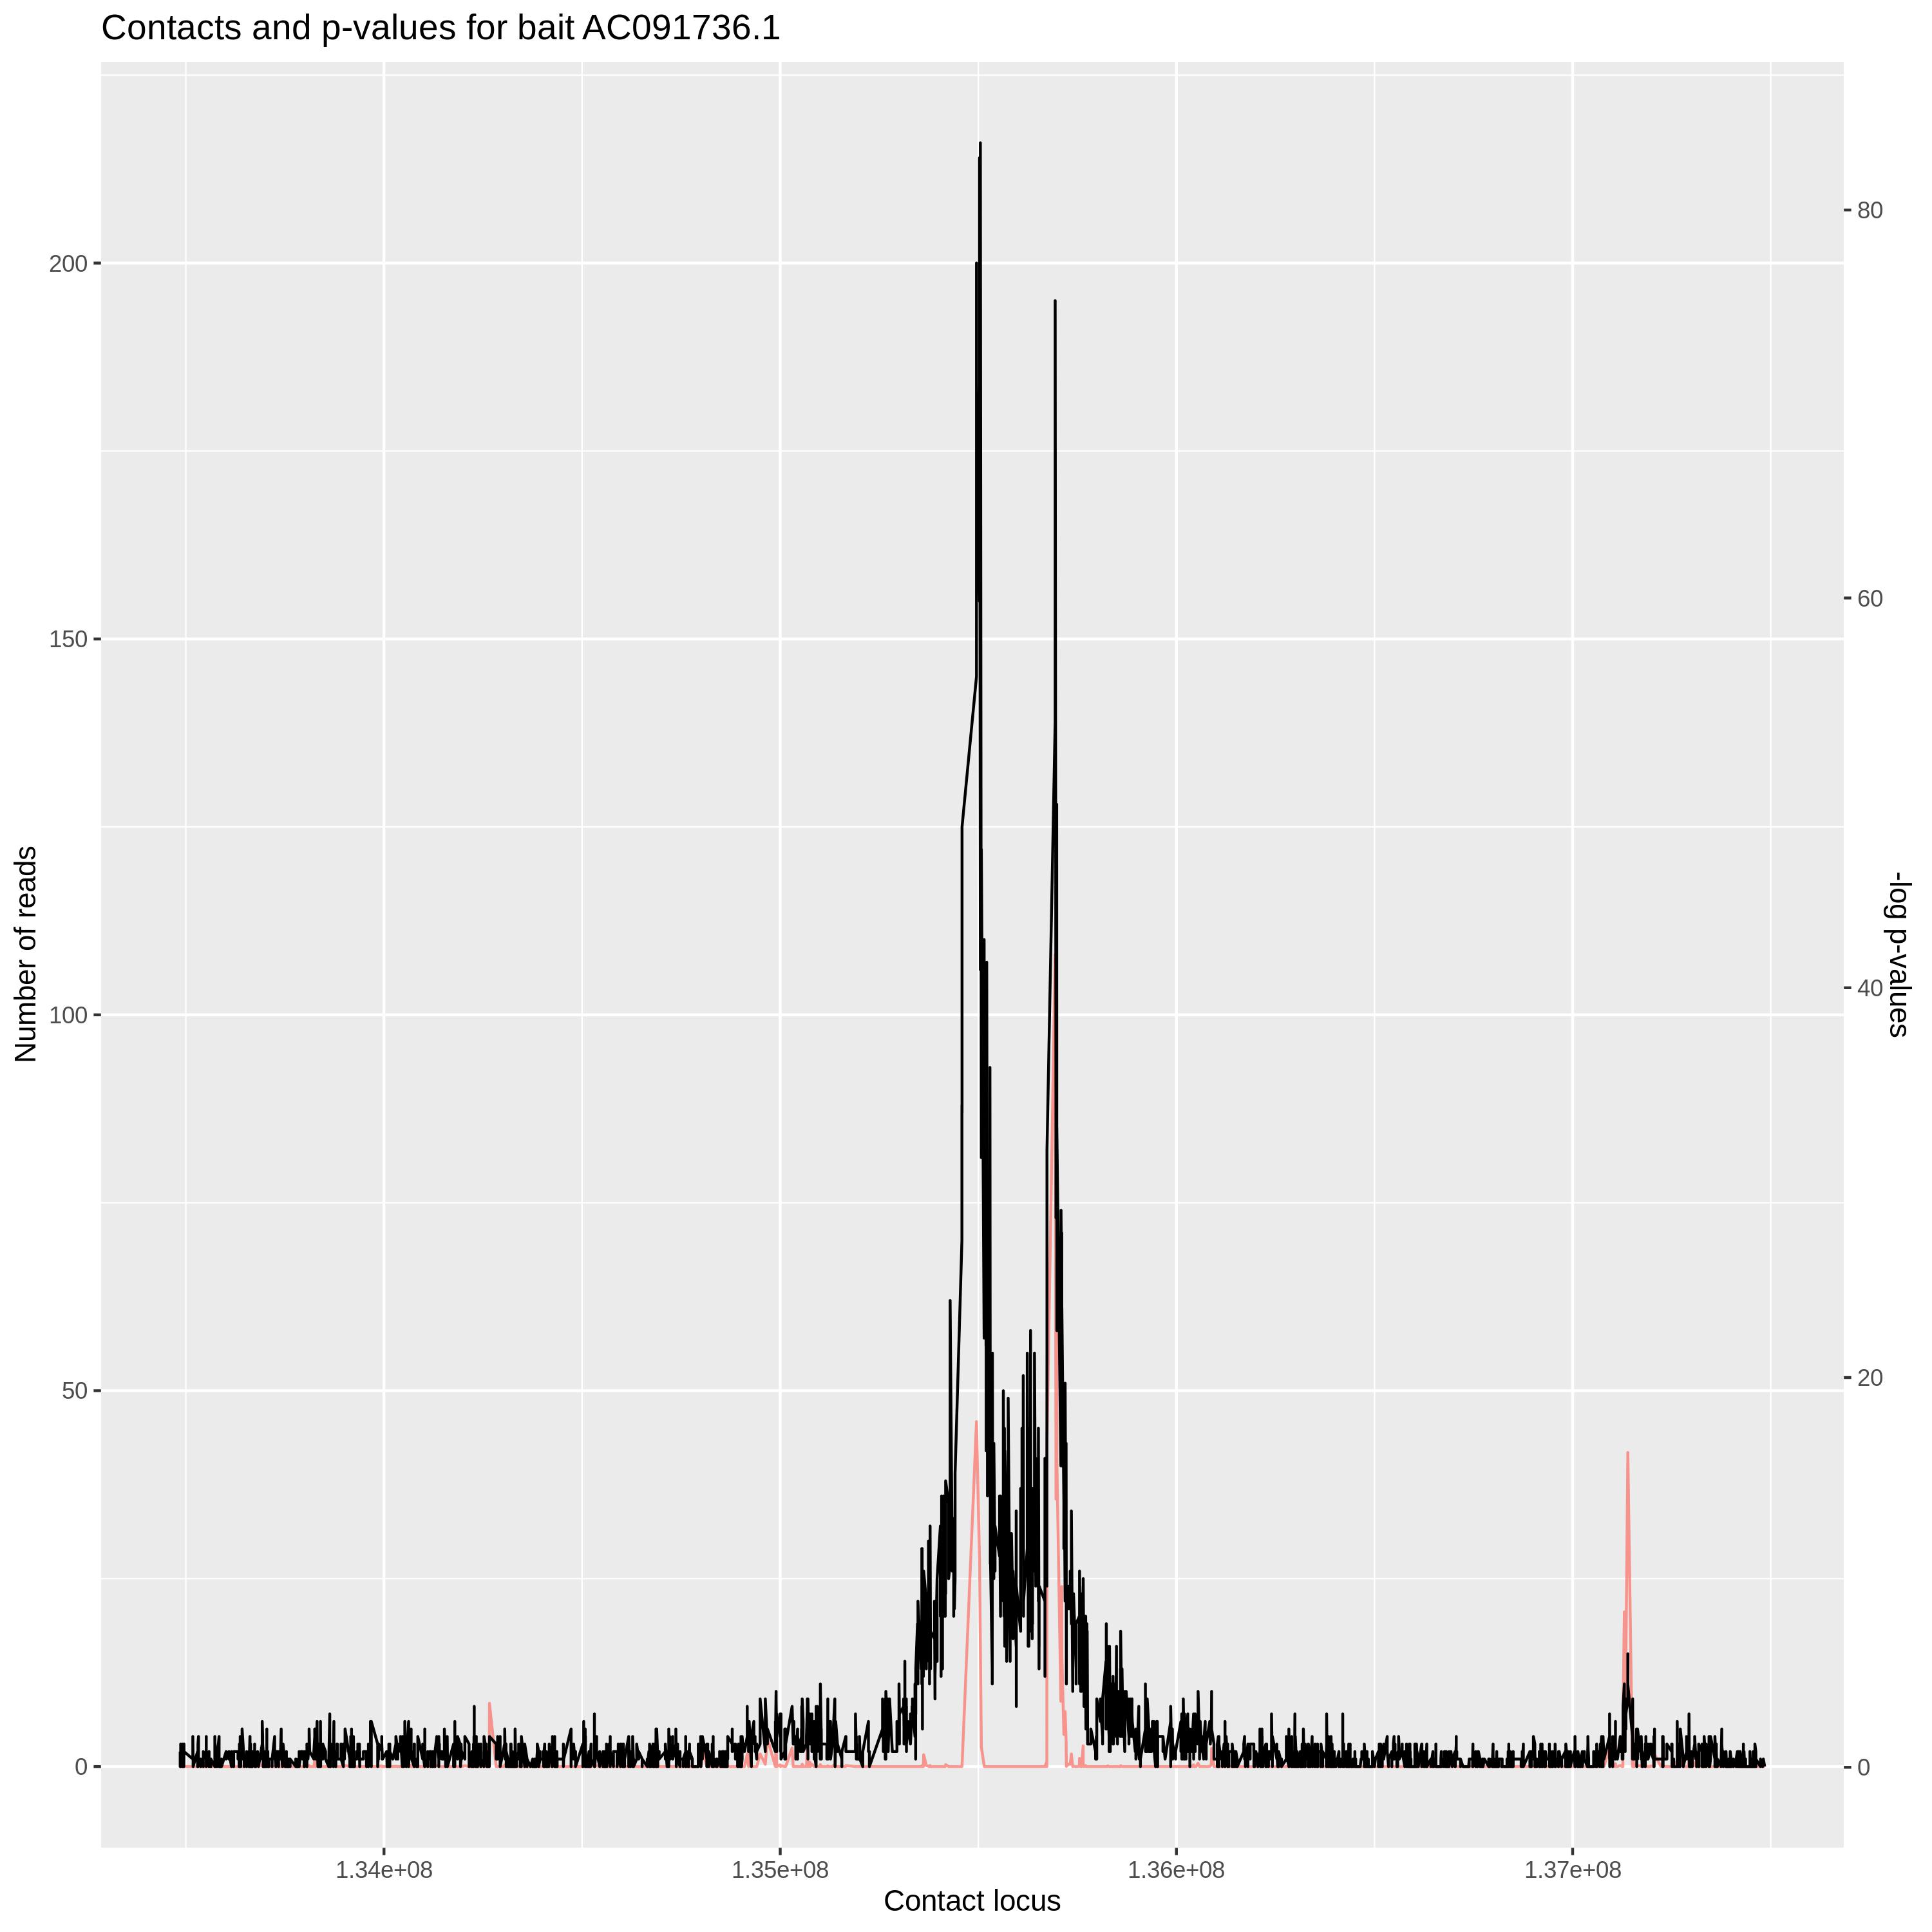 Contacts and p-values for bait AC091736.1
200
150
100
50
0
Number of reads
80
60
40
20
0
-log p-values
1.34e+08
1.35e+08
1.36e+08
1.37e+08
Contact locus